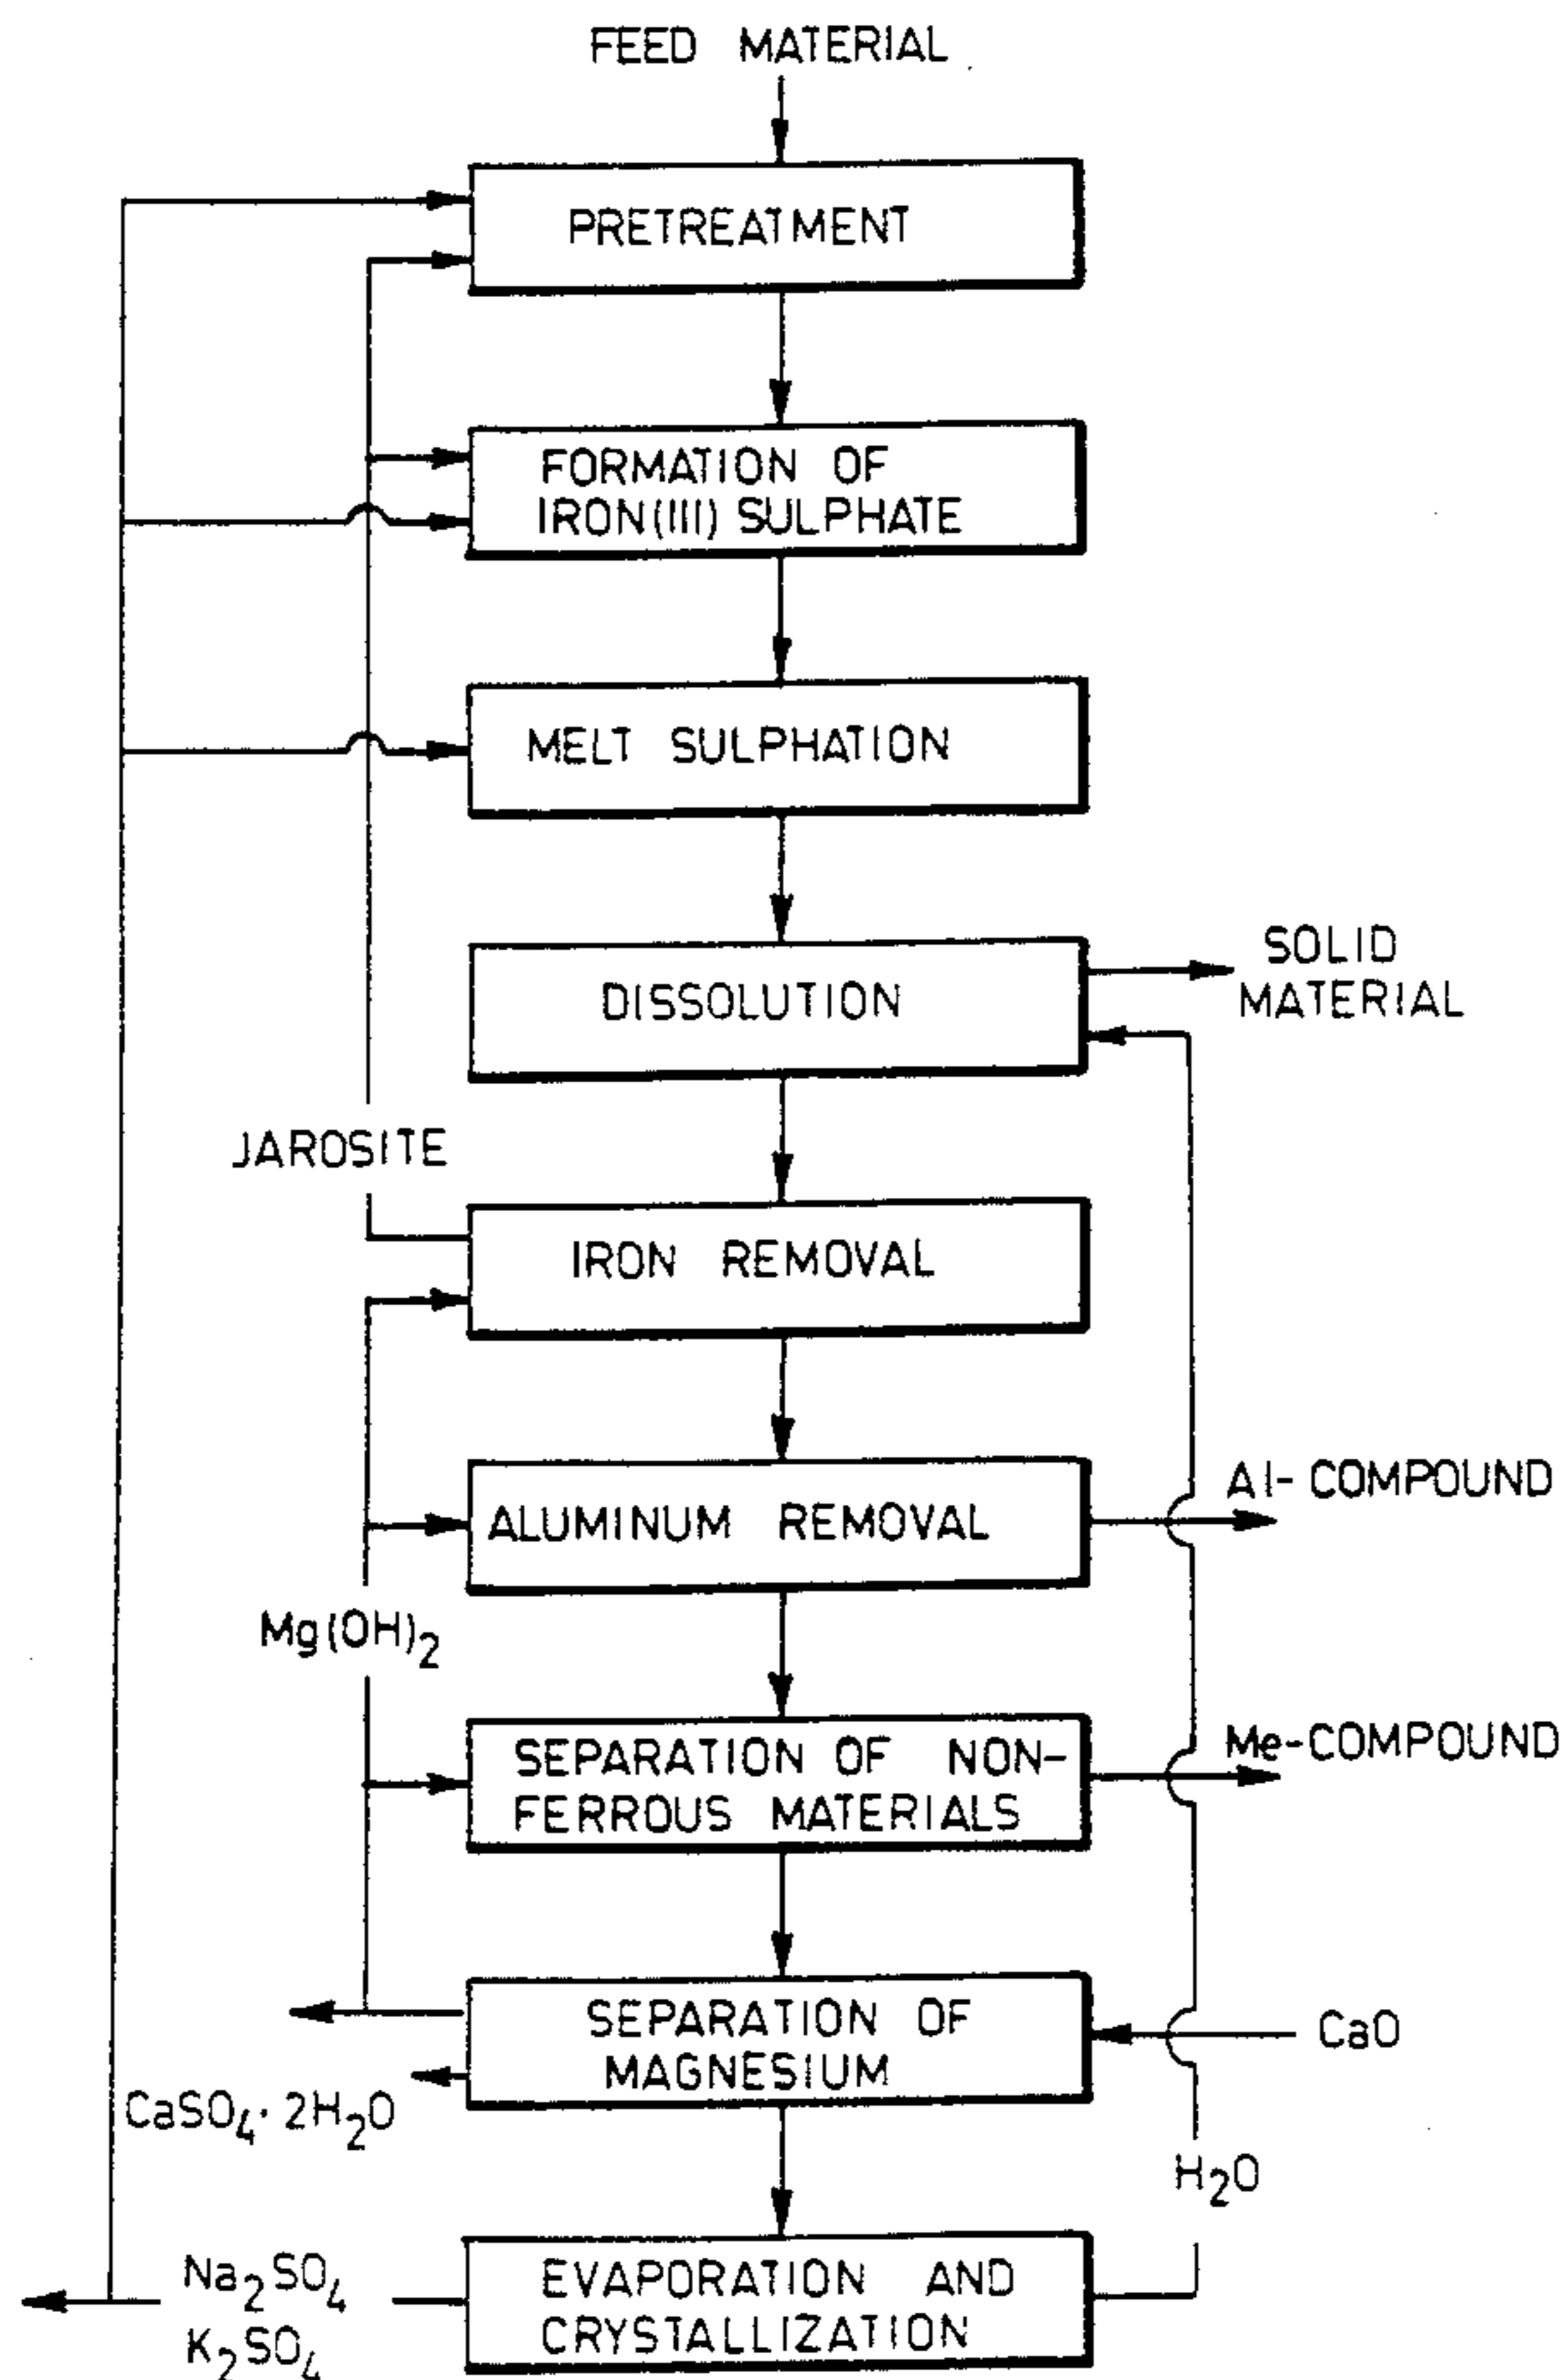 FEED MATERIAL
PRETREATMENT
FORMATION OF
IRON(III) SULPHATE
MELT SULPHATION
DISSOLUTION
SOLID
MATERIAL
JAROSITE
IRON REMOVAL
ALUMINUM REMOVAL
Al-COMPOUND
Mg(OH)₂
SEPARATION OF NON-
FERROUS MATERIALS
Me-COMPOUND
SEPARATION OF
MAGNESIUM
CaO
CaSO₄·2H₂O
H₂O
Na₂SO₄
K₂SO₄
EVAPORATION AND
CRYSTALLIZATION